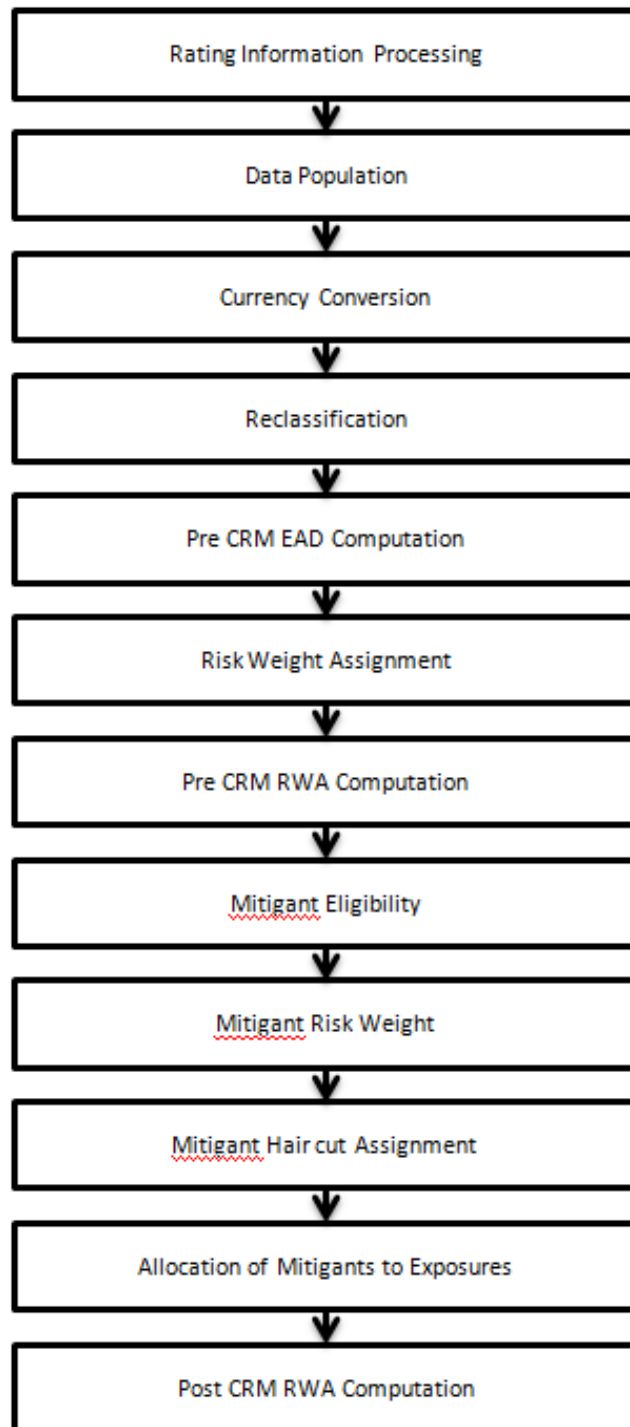 Rating Information Processing
Data Population
Currency Conversion
Reclassification
Pre CRM EAD Computation
Risk Weight Assignment
Pre CRM RWA Computation
Mitigant Eligibility
Mitigant Risk Weight
Mitigant Hair cut Assignment
Allocation of Mitigants to Exposures
Post CRM RWA Computation